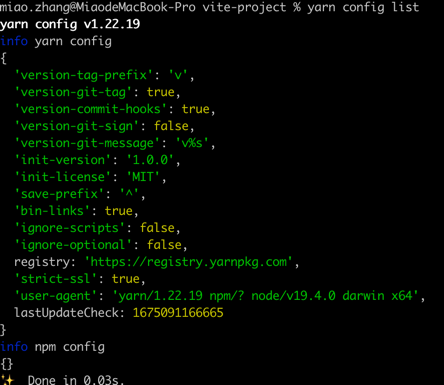 miao.zhang@MiaodeMacBook-Pro vite-project % yarn config list
yarn config v1.22.19
info yarn config
{
  'version-tag-prefix': 'v',
  'version-git-tag': true,
  'version-commit-hooks': true,
  'version-git-sign': false,
  'version-git-message': 'v%s',
  'init-version': '1.0.0',
  'init-license': 'MIT',
  'save-prefix': '^',
  'bin-links': true,
  'ignore-scripts': false,
  'ignore-optional': false,
  registry: 'https://registry.yarnpkg.com',
  'strict-ssl': true,
  'user-agent': 'yarn/1.22.19 npm/? node/v19.4.0 darwin x64',
  lastUpdateCheck: 1675091166665
}
info npm config
{}
✨  Done in 0.03s.